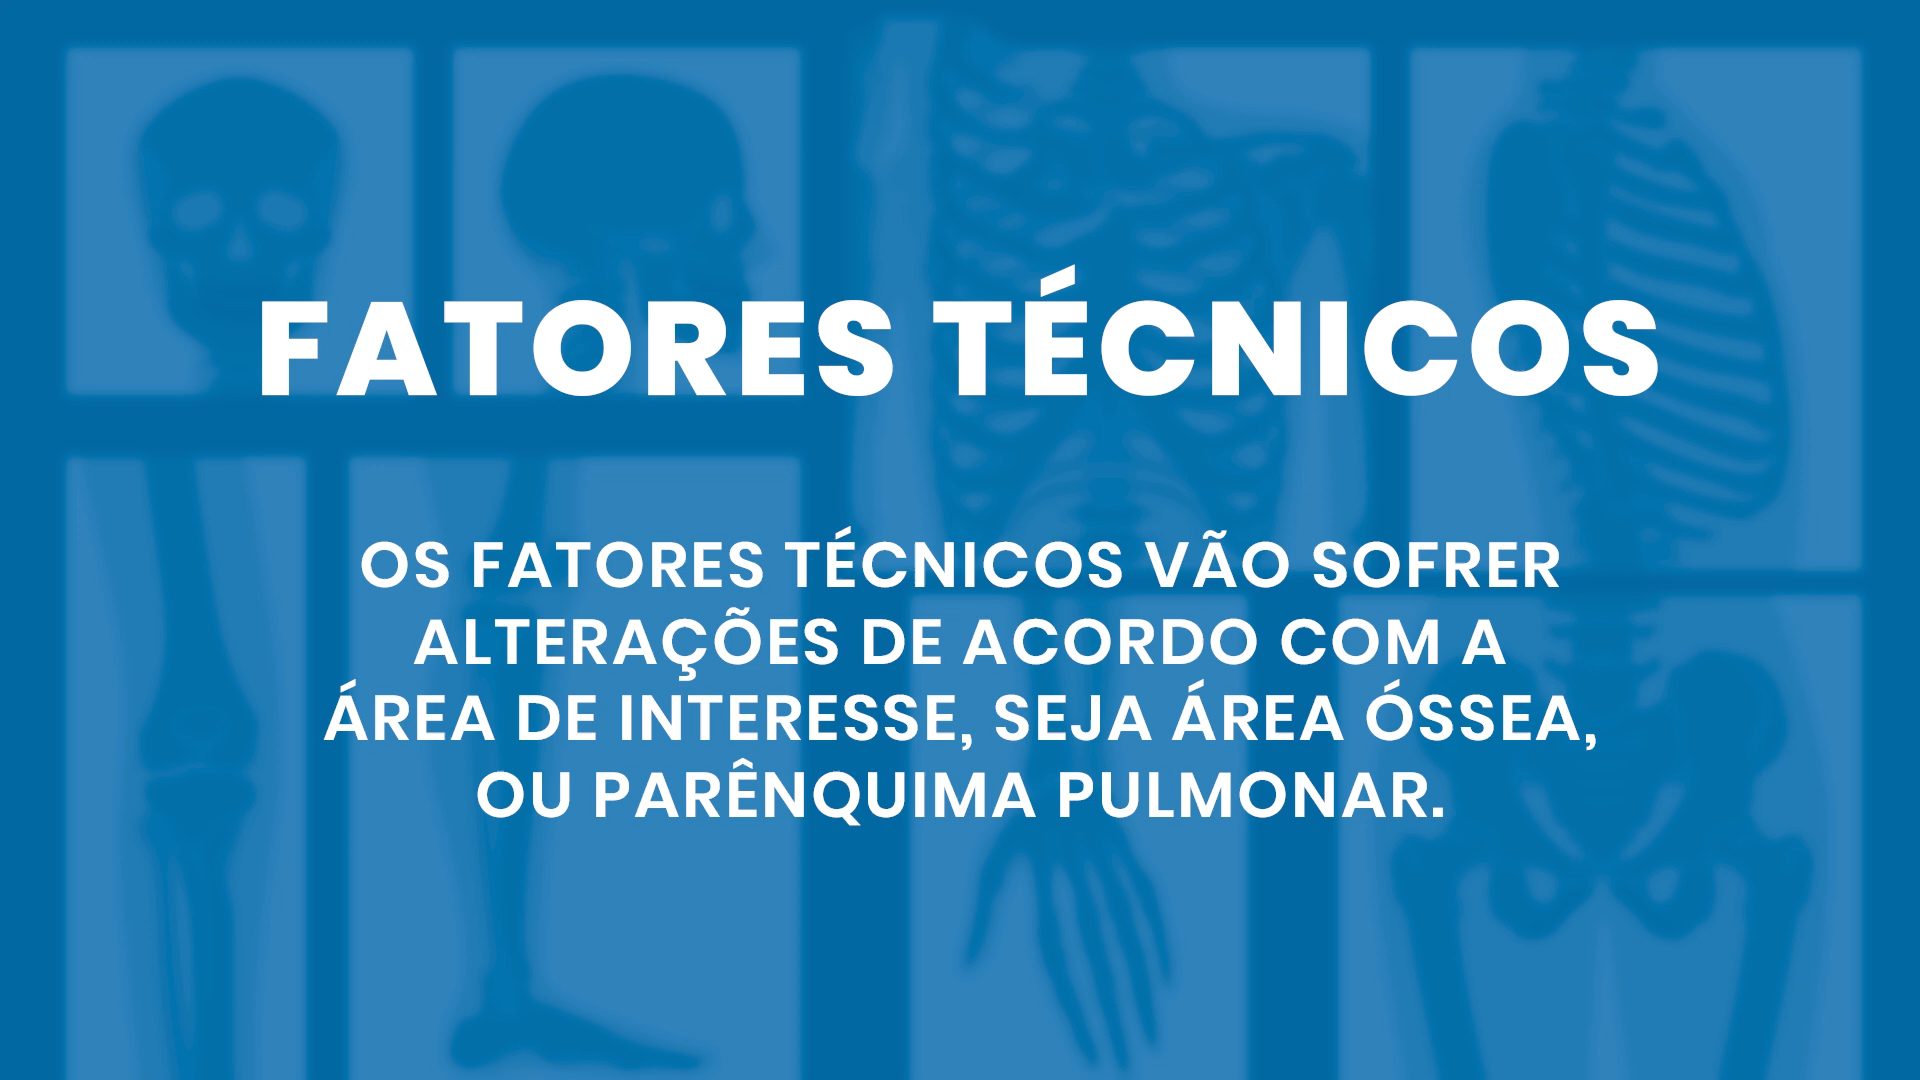 FATORES TÉCNICOS
OS FATORES TÉCNICOS VÃO SOFRER
ALTERAÇÕES DE ACORDO COM A
ÁREA DE INTERESSE, SEJA ÁREA ÓSSEA,
OU PARÊNQUIMA PULMONAR.